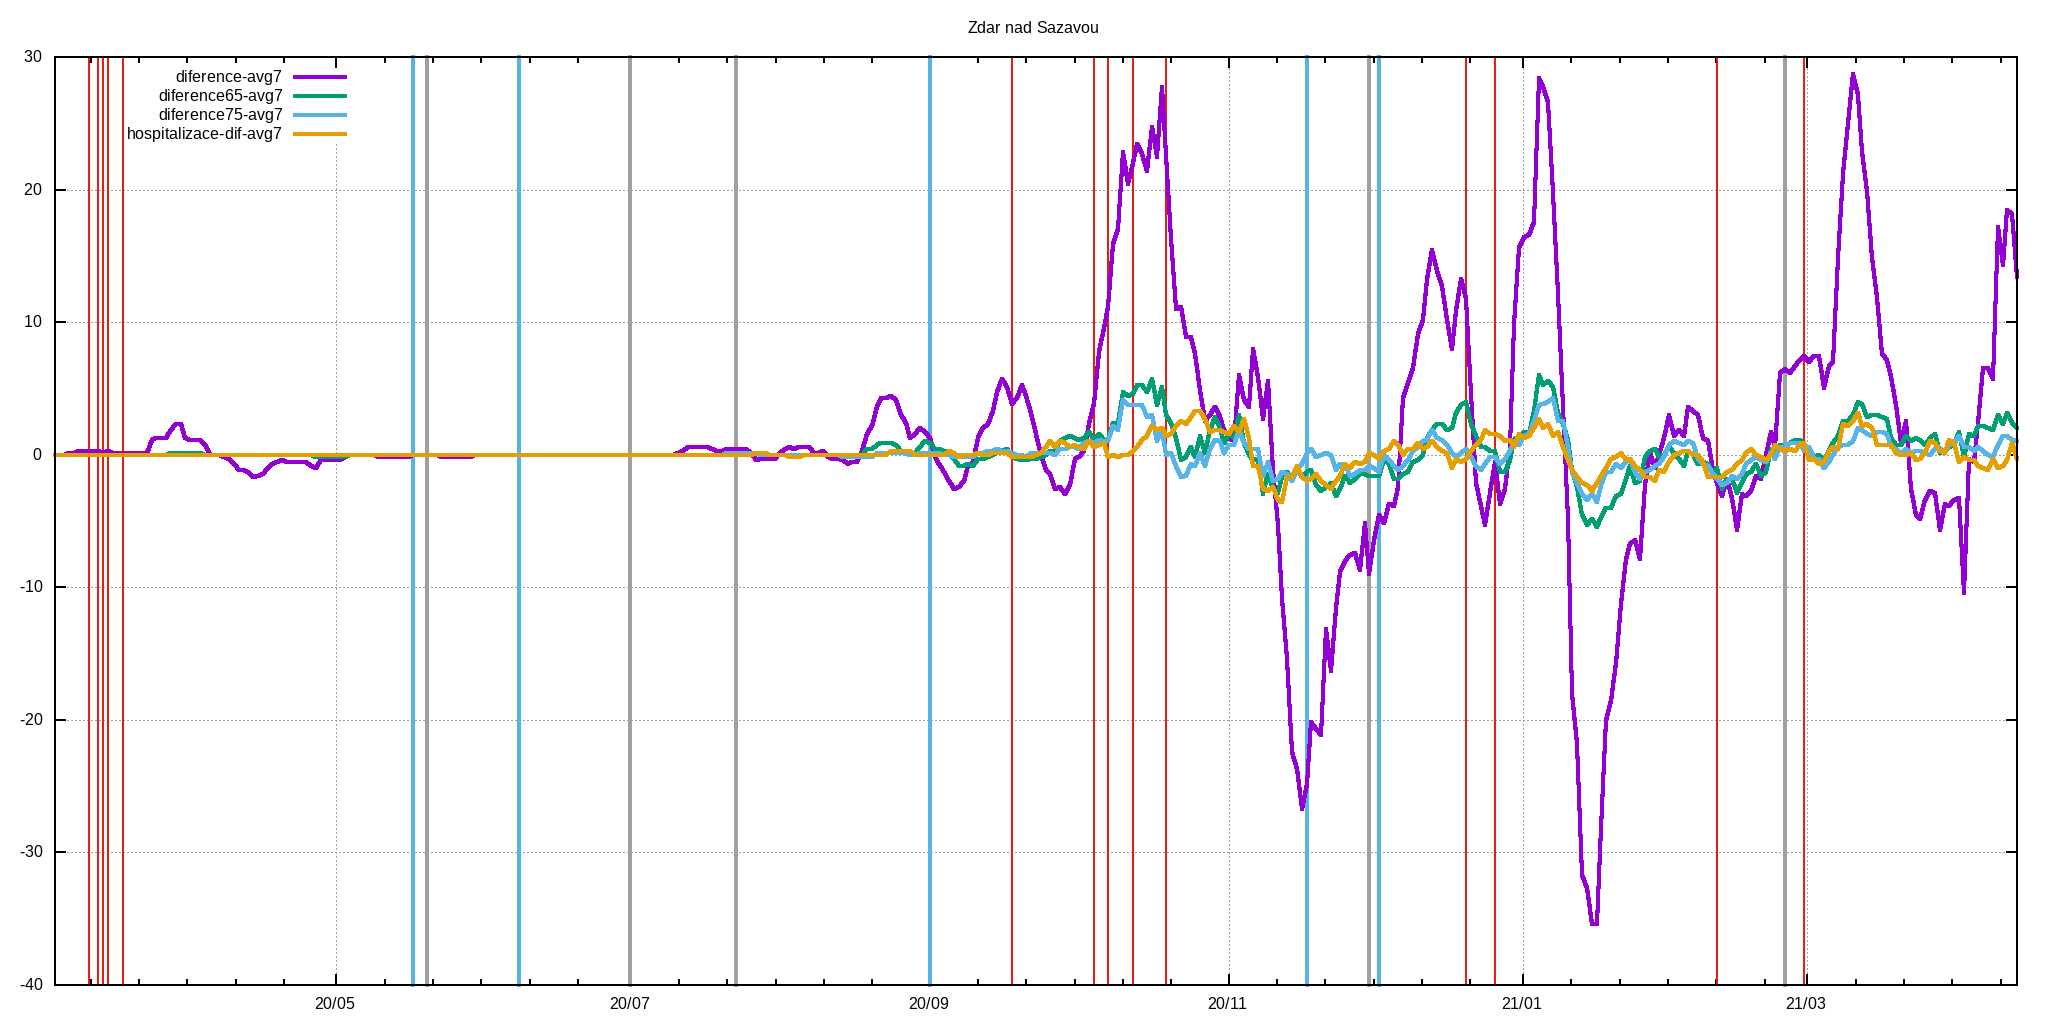 Zdar nad Sazavou
diference-avg7
diference65-avg7
diference75-avg7
hospitalizace-dif-avg7
30
20
10
0
-10
-20
-30
-40
20/05 20/07 20/09 20/11 21/01 21/03